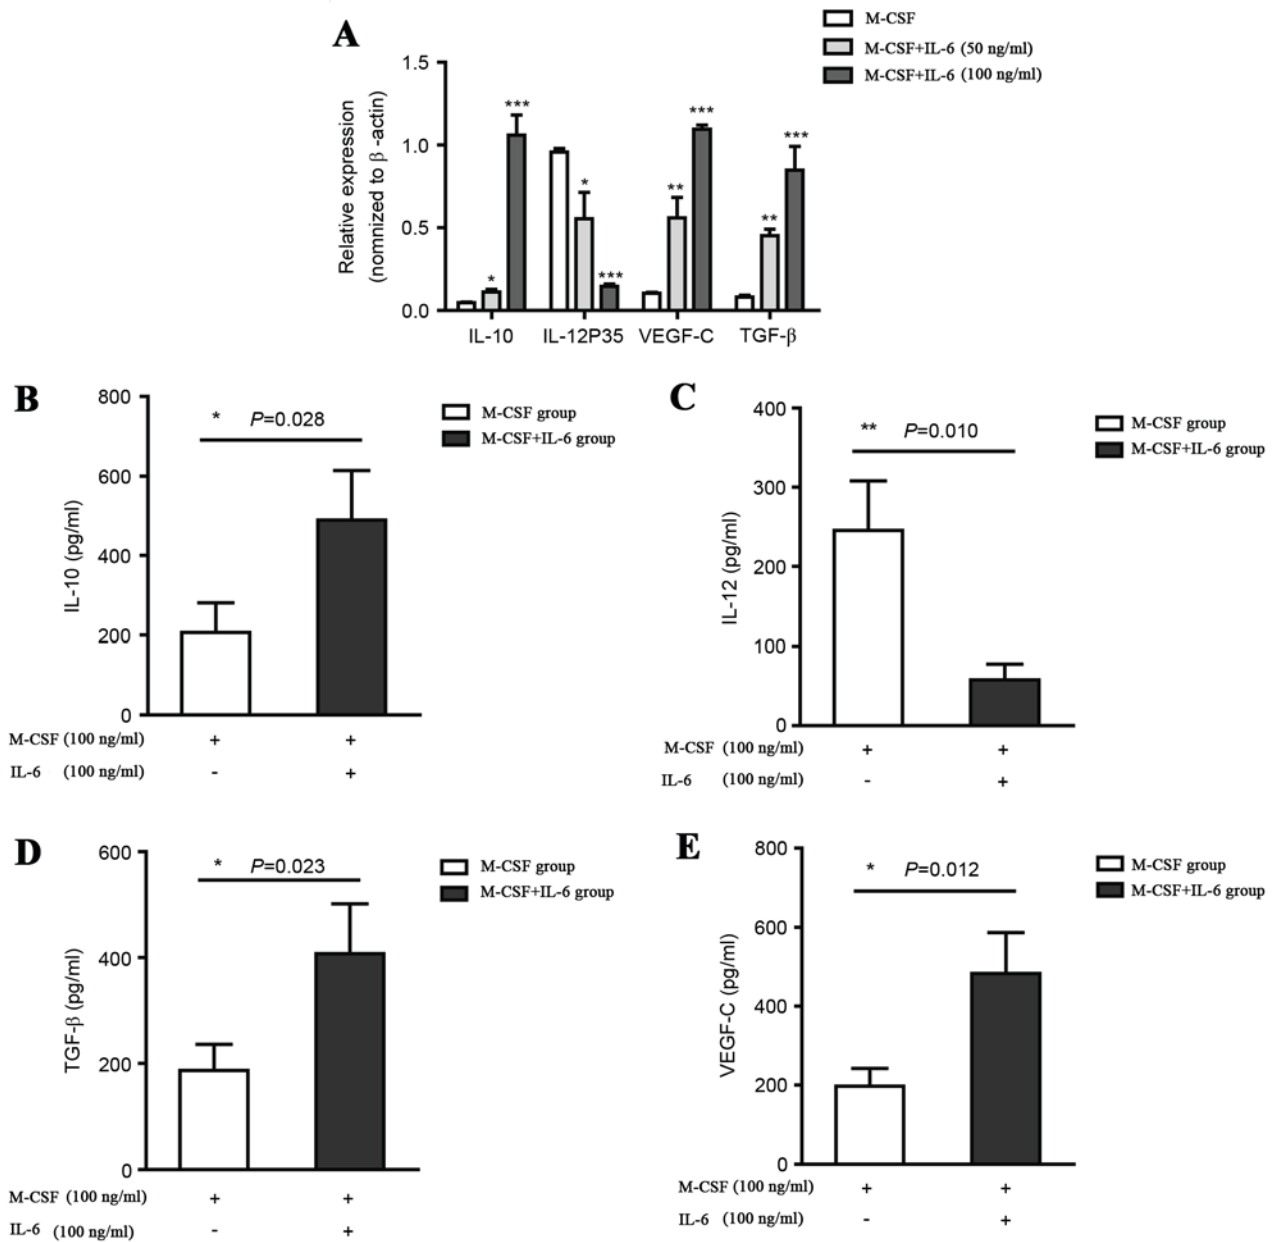 A
M-CSF
M-CSF+IL-6 (50 ng/ml)
M-CSF+IL-6 (100 ng/ml)
Relative expression
(nomnized to β -actin)
1.5
1.0
0.5
0.0
*
***
*
***
**
***
**
***
IL-10 IL-12P35 VEGF-C TGF-β
B
800
600
400
200
0
IL-10 (pg/ml)
* P=0.028
M-CSF group
M-CSF+IL-6 group
M-CSF (100 ng/ml) + +
IL-6 (100 ng/ml) - +
C
400
300
200
100
0
IL-12 (pg/ml)
** P=0.010
M-CSF group
M-CSF+IL-6 group
M-CSF (100 ng/ml) + +
IL-6 (100 ng/ml) - +
D
600
400
200
0
TGF-β (pg/ml)
* P=0.023
M-CSF group
M-CSF+IL-6 group
M-CSF (100 ng/ml) + +
IL-6 (100 ng/ml) - +
E
800
600
400
200
0
VEGF-C (pg/ml)
* P=0.012
M-CSF group
M-CSF+IL-6 group
M-CSF (100 ng/ml) + +
IL-6 (100 ng/ml) - +